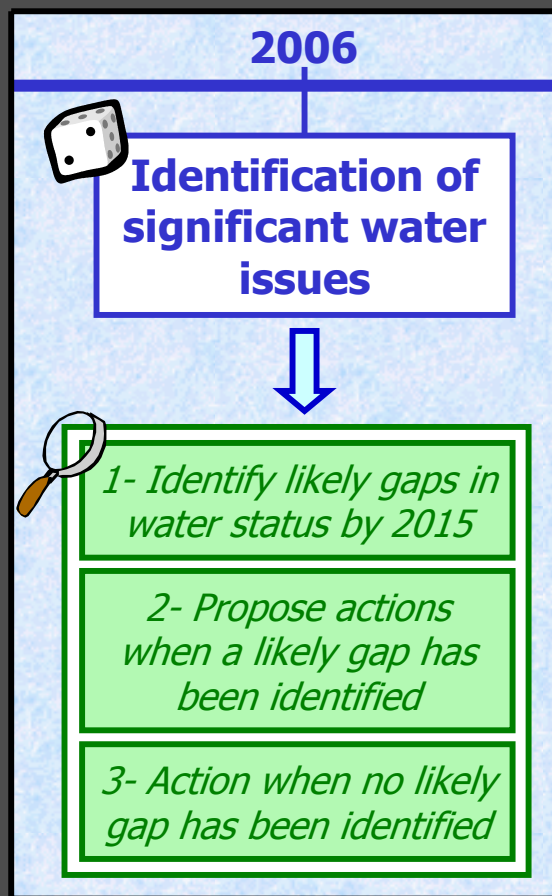 2006
Identification of
significant water
issues
1- Identify likely gaps in
water status by 2015
2- Propose actions
when a likely gap has
been identified
3- Action when no likely
gap has been identified